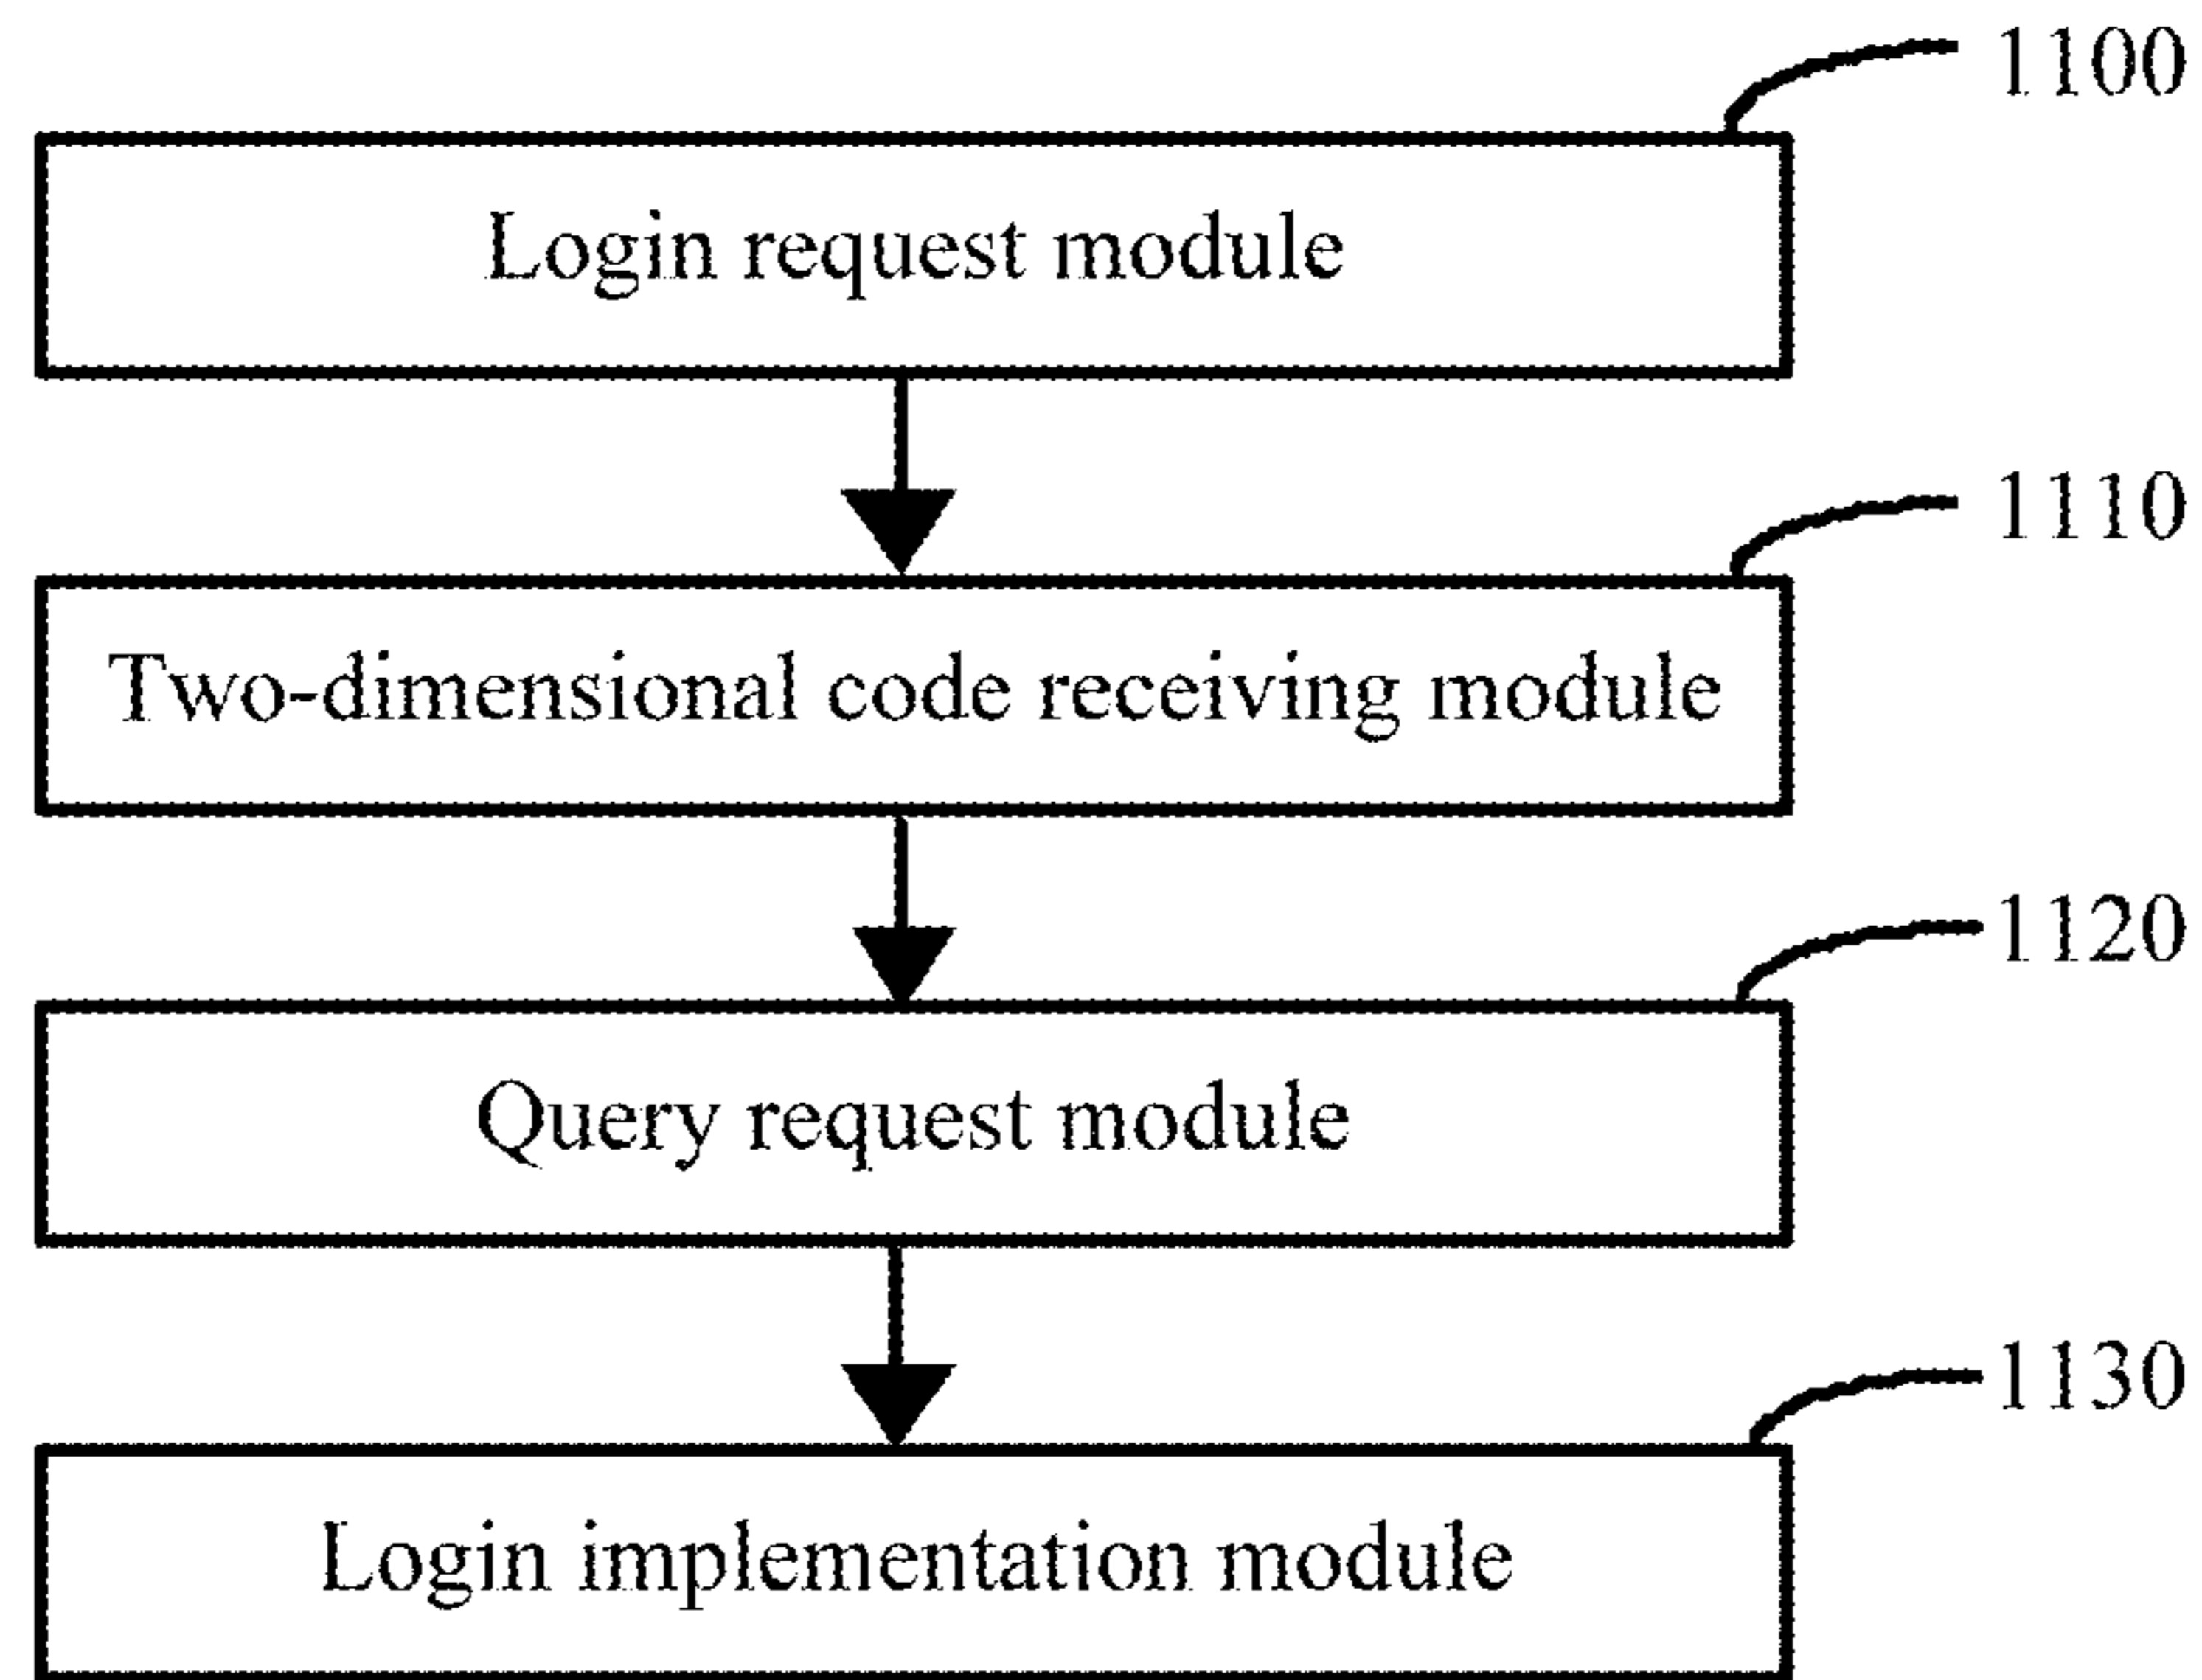 1100
Login request module
1110
Two-dimensional code receiving module
1120
Query request module
1130
Login implementation module